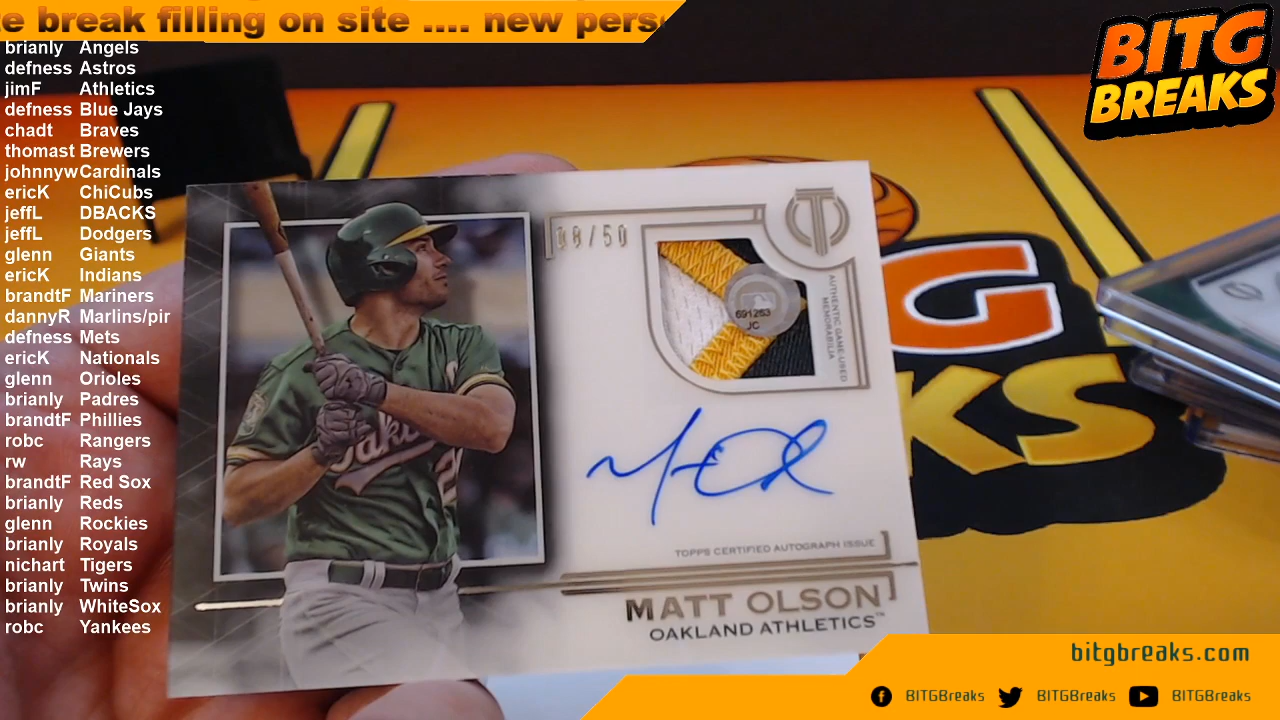 e break filling on site .... new pers
BITG
BREAKS
brianly Angels
defness Astros
jimF Athletics
defness Blue Jays
chadt Braves
thomast Brewers
johnnyw Cardinals
ericK ChiCubs
jeffL DBACKS
jeffL Dodgers
glenn Giants
ericK Indians
brandtF Mariners
dannyR Marlins/pir
defness Mets
ericK Nationals
glenn Orioles
brianly Padres
brandtF Phillies
robc Rangers
rw Rays
brandtF Red Sox
brianly Reds
glenn Rockies
brianly Royals
nichart Tigers
brianly Twins
brianly WhiteSox
robc Yankees
08/50
AUTHENTIC GAME-USED
MEMORABILIA
691263
JC
TOPPS CERTIFIED AUTOGRAPH ISSUE
MATT OLSON
OAKLAND ATHLETICS™
G
KS
bitgbreaks.com
BITGBreaks BITGBreaks BITGBreaks